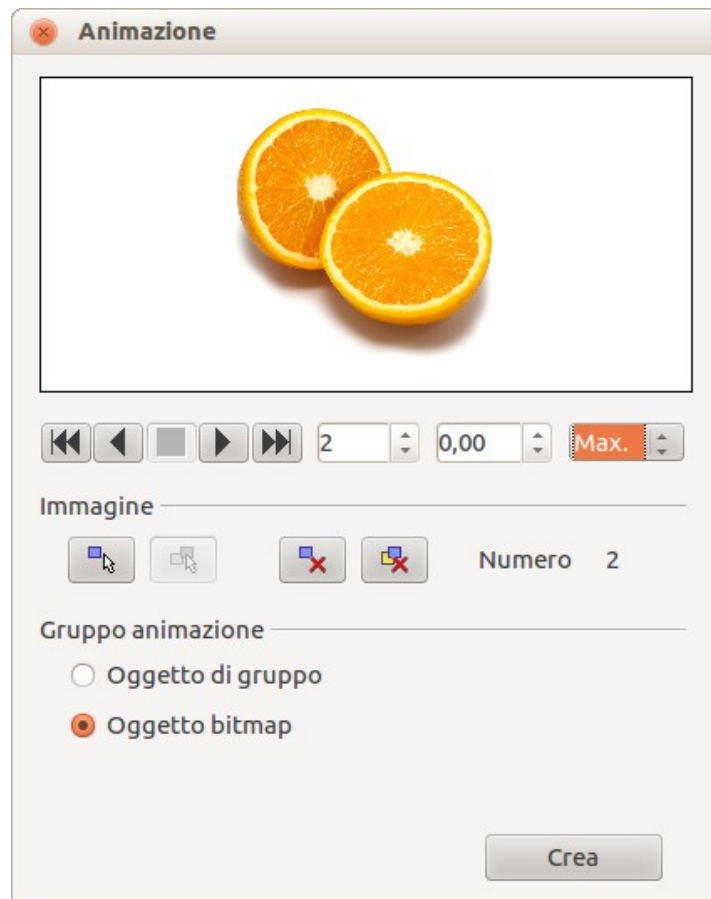 Animazione
2 0,00 Max.
Immagine
Numero 2
Gruppo animazione
Oggetto di gruppo
Oggetto bitmap
Crea